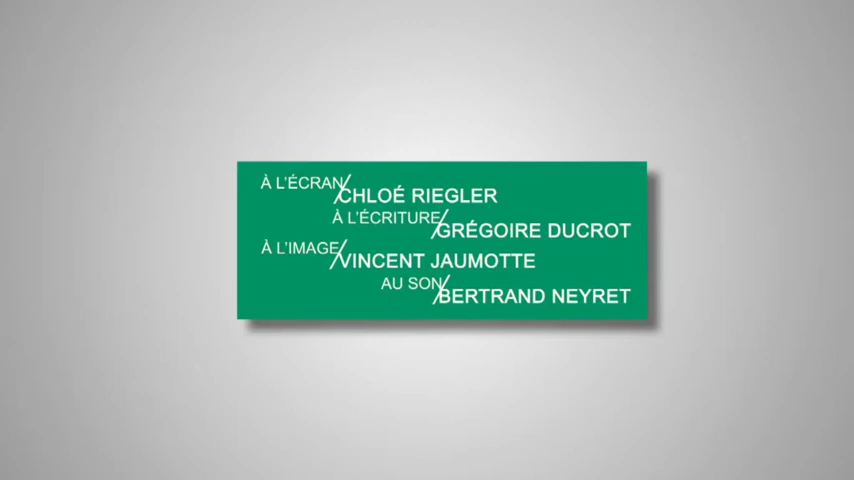 À L'ÉCRAN/
CHLOÉ RIEGLER
À L'ÉCRITURE/
GRÉGOIRE DUCROT
À L'IMAGE/
VINCENT JAUMOTTE
AU SON/
BERTRAND NEYRET